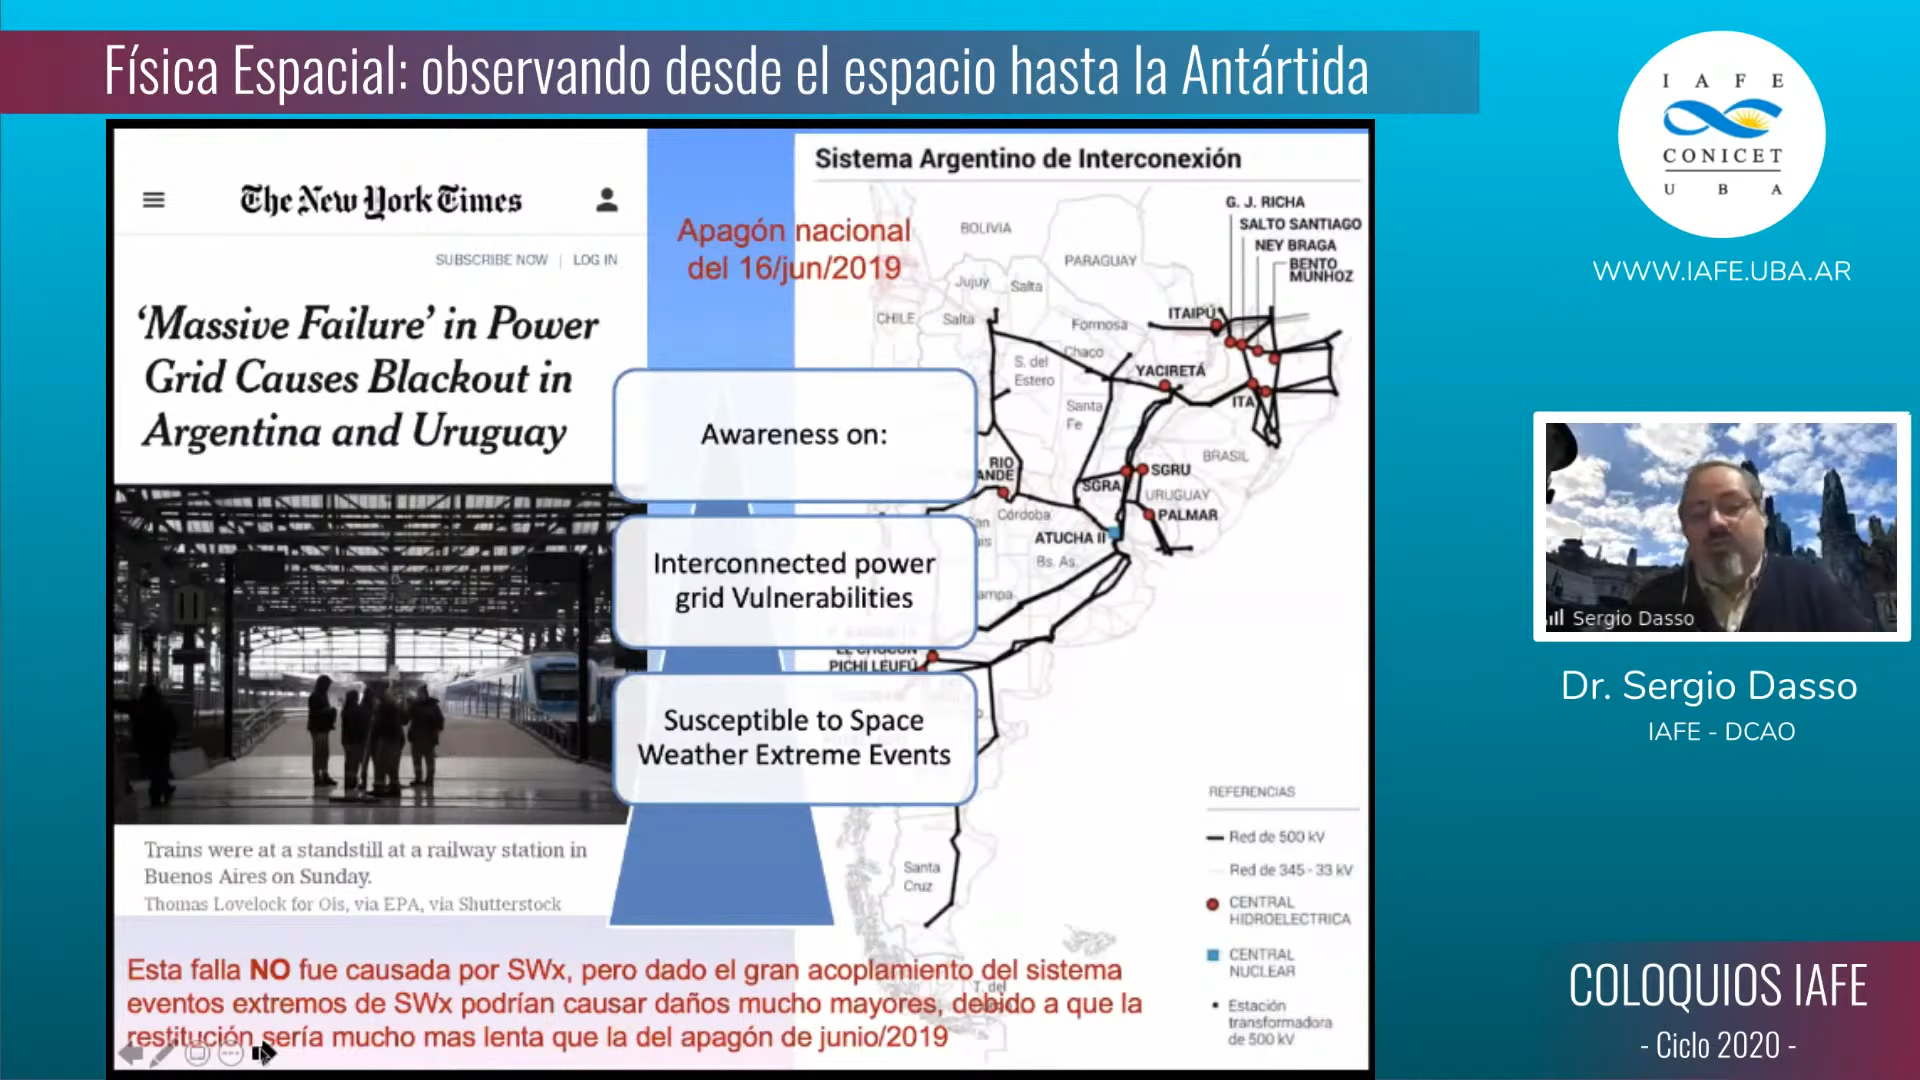 Física Espacial: observando desde el espacio hasta la Antártida
The New York Times
SUBSCRIBE NOW | LOG IN
‘Massive Failure’ in Power
Grid Causes Blackout in
Argentina and Uruguay
Trains were at a standstill at a railway station in
Buenos Aires on Sunday.
Thomas Lovelock for Ois, via EPA, via Shutterstock
Apagón nacional
del 16/jun/2019
Awareness on:
Interconnected power
grid Vulnerabilities
Susceptible to Space
Weather Extreme Events
Sistema Argentino de Interconexión
G. J. RICHA
SALTO SANTIAGO
NEY BRAGA
BENTO
MUNHOZ
BOLIVIA
PARAGUAY
Jujuy
Salta
CHILE
Salta
Formosa
ITAIPÚ
Chaco
S. del
Estero
YACIRETÁ
Santa
Fe
ITA
BRASIL
RIO
ANDE
SGRA
SGRU
URUGUAY
Córdoba
PALMAR
ATUCHA II
Bs. As.
ampa
PICHÍ LEUFÚ
Santa
Cruz
T. del
REFERENCIAS
Red de 500 kV
Red de 345 - 33 kV
CENTRAL
HIDROELECTRICA
CENTRAL
NUCLEAR
Estación
transformadora
de 500 kV
Esta falla NO fue causada por SWx, pero dado el gran acoplamiento del sistema
eventos extremos de SWx podrían causar daños mucho mayores, debido a que la
restitución sería mucho mas lenta que la del apagón de junio/2019
I A F E
CONICET
U B A
WWW.IAFE.UBA.AR
Sergio Dasso
Dr. Sergio Dasso
IAFE - DCAO
COLOQUIOS IAFE
- Ciclo 2020 -